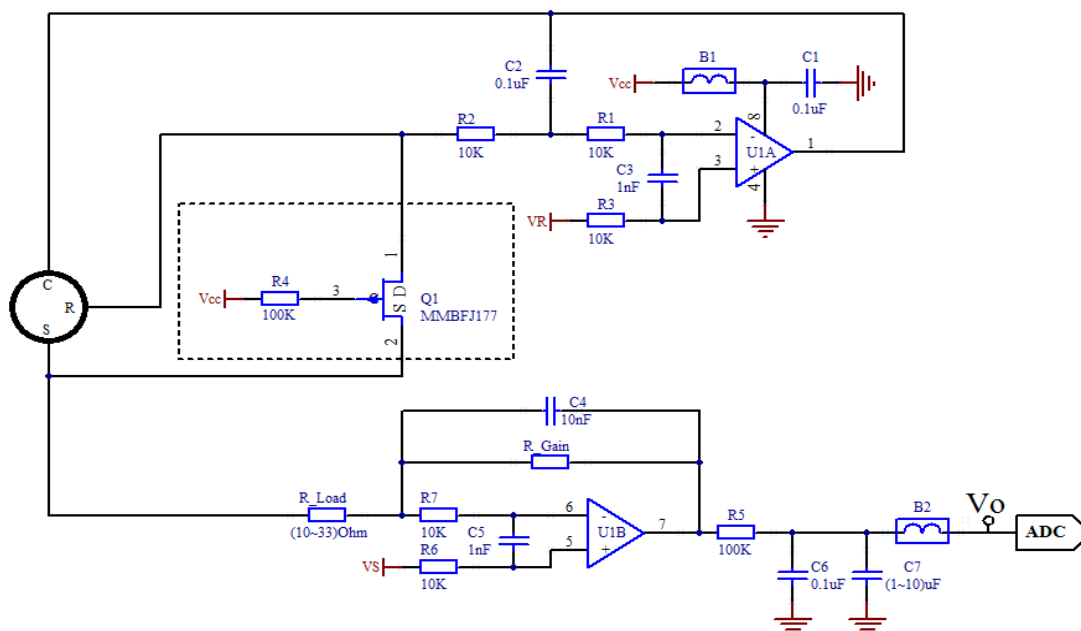 C2
0.1uF
B1
C1
Vcc
0.1uF
8
R2
10K
R1
10K
2
-
U1A
1
C3
1nF
3
+
4
VR
R3
10K
1
C
R
S
R4
Vcc
100K
3
D
S
Q1
MMBFJ177
2
C4
10nF
R_Gain
R_Load
(10~33)Ohm
R7
10K
6
-
U1B
7
C5
1nF
5
+
R5
100K
B2
Vo
ADC
VS
R6
10K
C6
0.1uF
C7
(1~10)uF